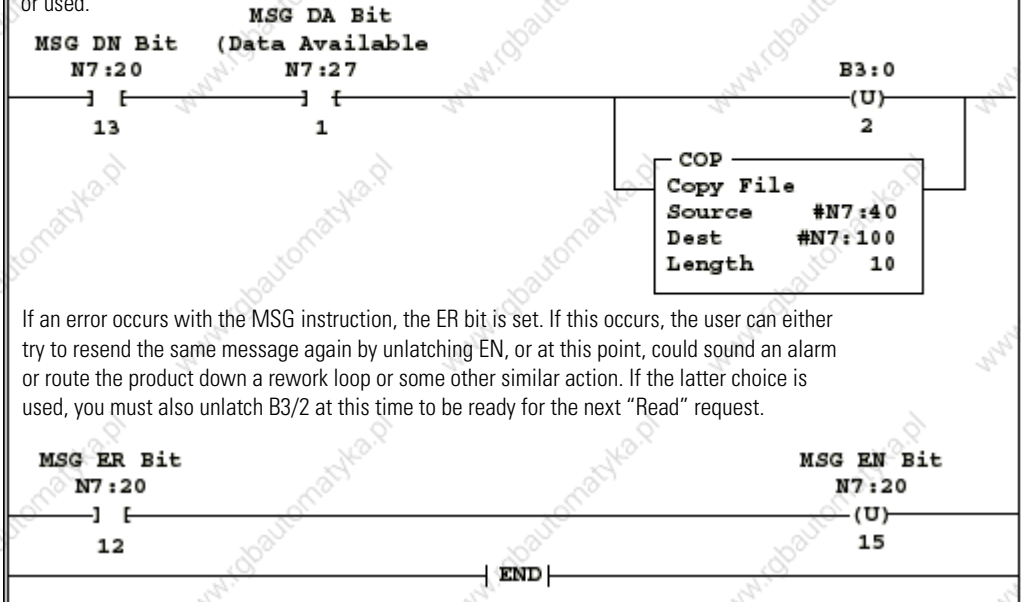 or used.
MSG DA Bit
MSG DN Bit (Data Available
N7:20 N7:27 B3:0
] [ ] [ (U)
13 1 2
COP
Copy File
Source #N7:40
Dest #N7:100
Length 10
If an error occurs with the MSG instruction, the ER bit is set. If this occurs, the user can either
try to resend the same message again by unlatching EN, or at this point, could sound an alarm
or route the product down a rework loop or some other similar action. If the latter choice is
used, you must also unlatch B3/2 at this time to be ready for the next “Read” request.
MSG ER Bit MSG EN Bit
N7:20 N7:20
] [ (U)
12 15
END
www.rgbautomatyka.pl